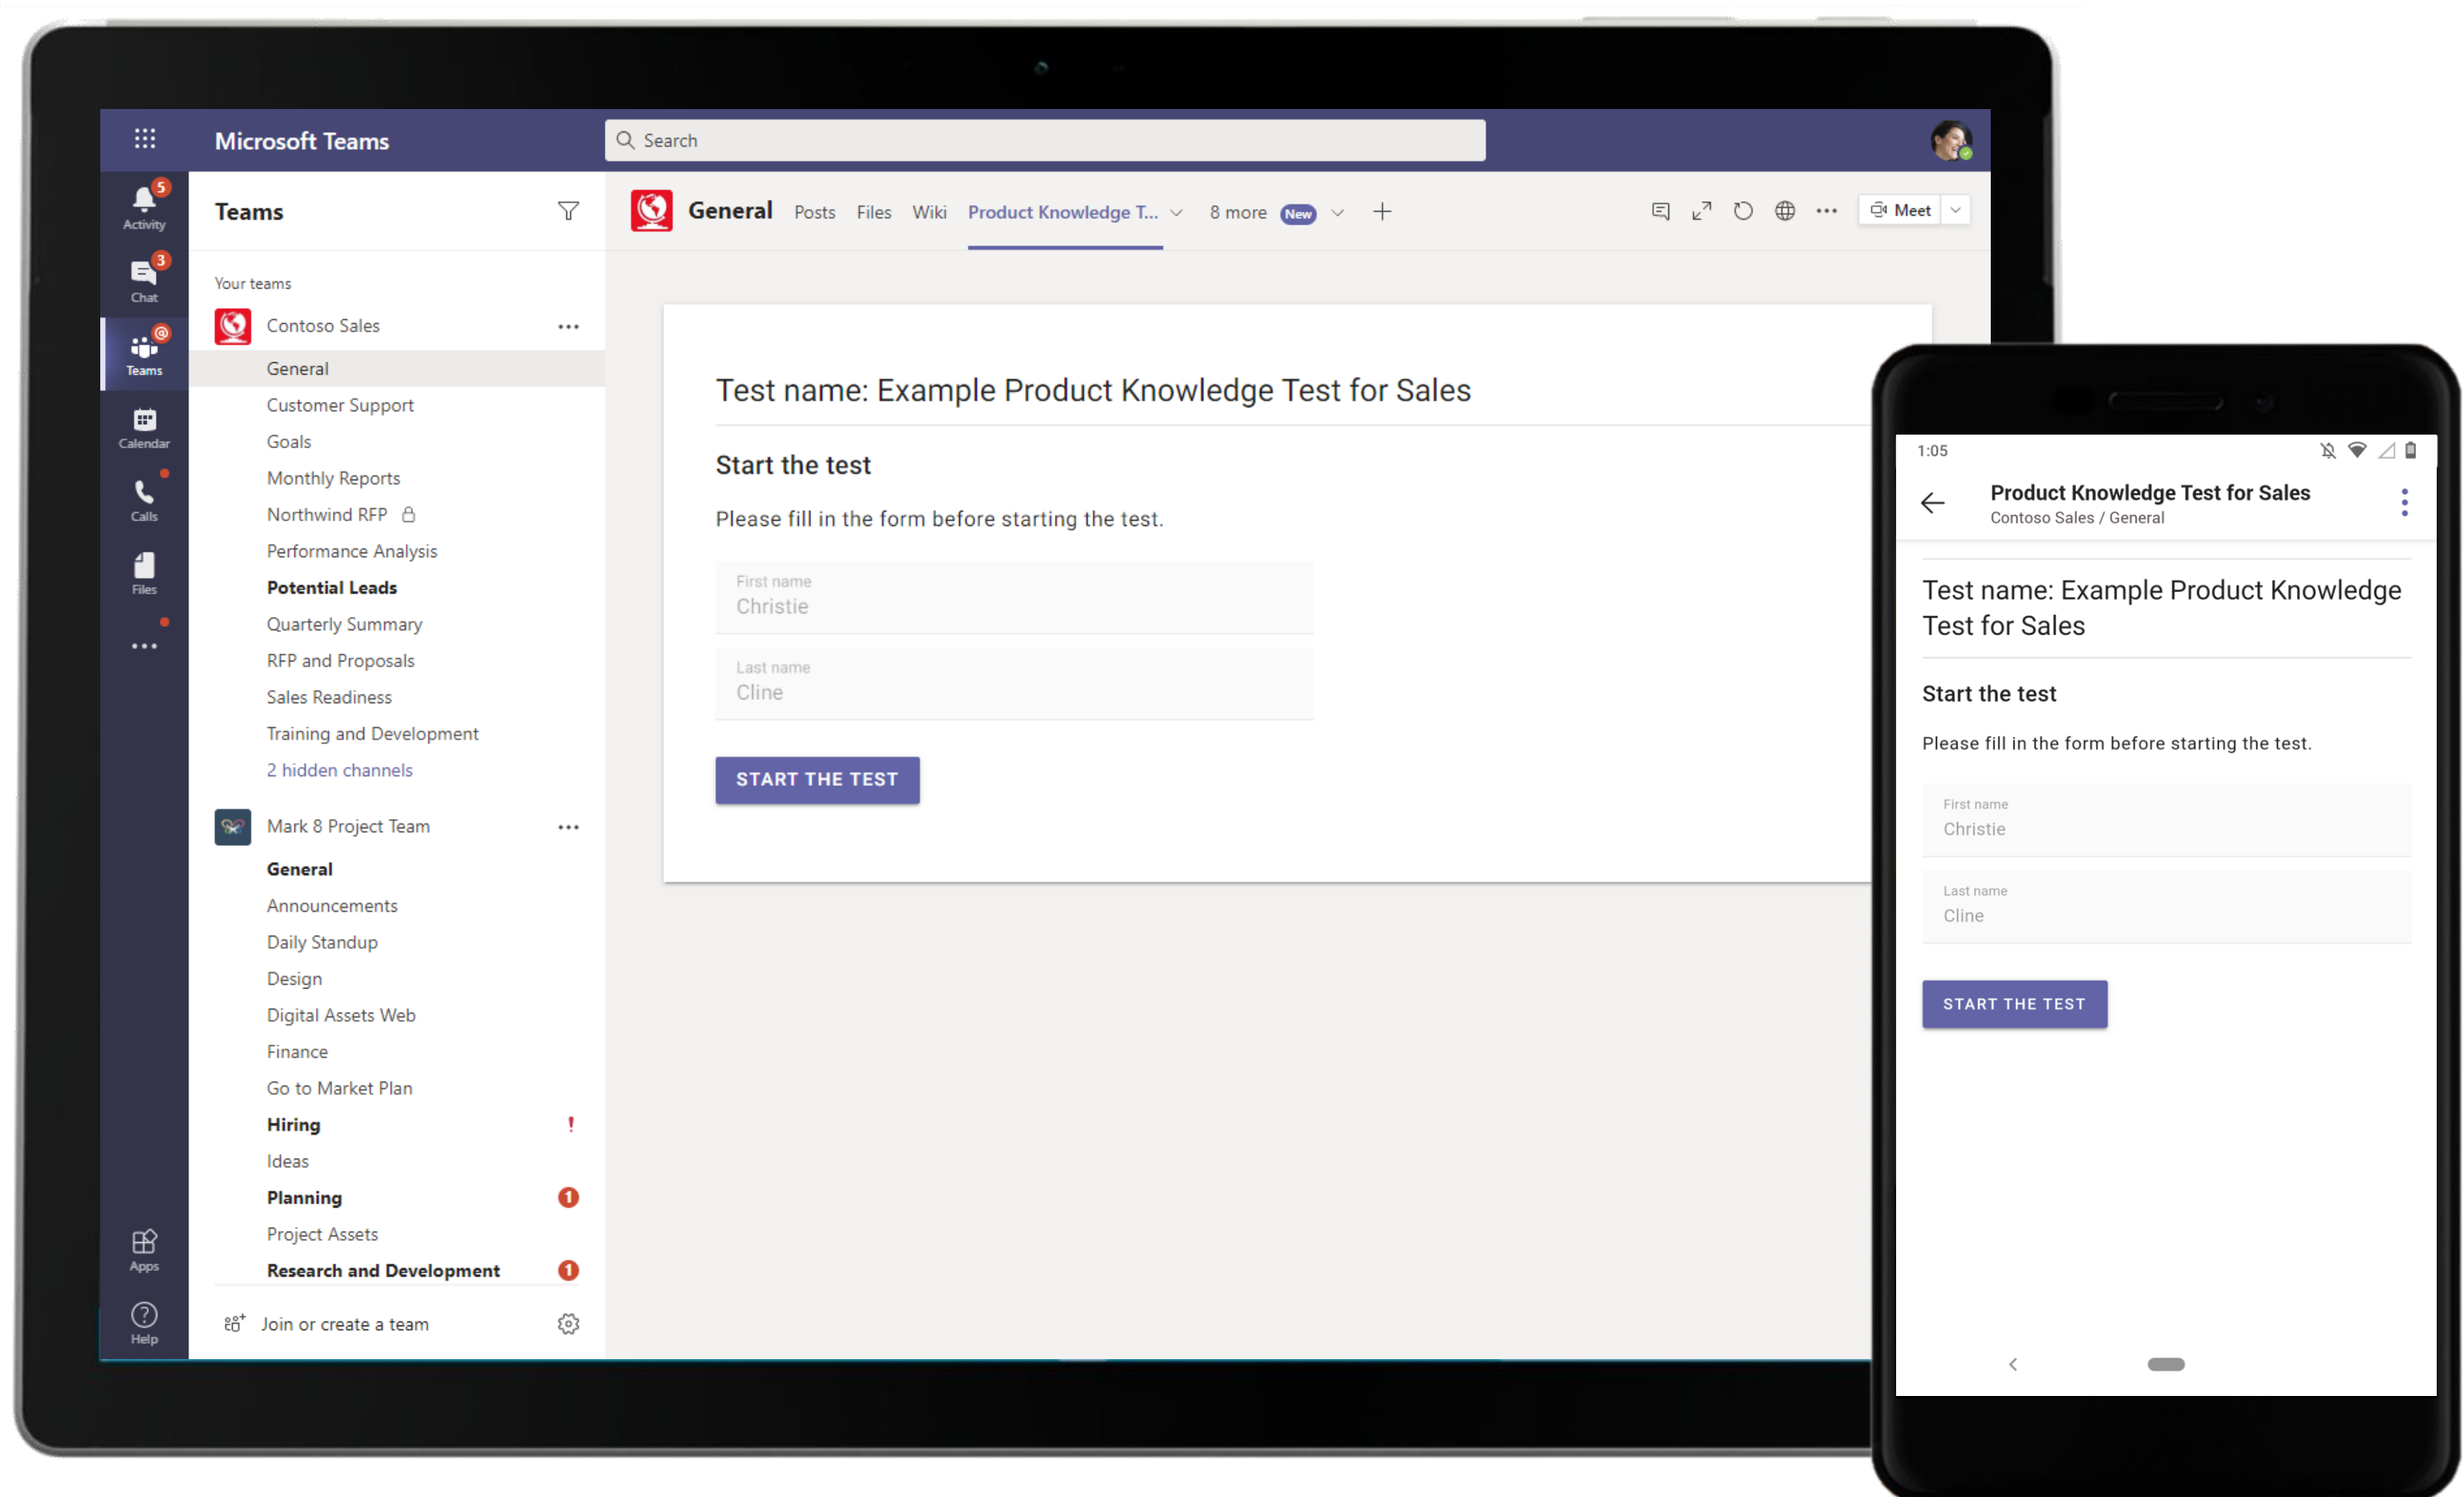 Microsoft Teams
Search
5
Activity
3
Chat
@
Teams
Calendar
Calls
Files
Apps
Help
Teams
Your teams
Contoso Sales
General
Customer Support
Goals
Monthly Reports
Northwind RFP
Performance Analysis
Potential Leads
Quarterly Summary
RFP and Proposals
Sales Readiness
Training and Development
2 hidden channels
Mark 8 Project Team
General
Announcements
Daily Standup
Design
Digital Assets Web
Finance
Go to Market Plan
Hiring !
Ideas
Planning 1
Project Assets
Research and Development 1
Join or create a team
General Posts Files Wiki Product Knowledge T... 8 more New + Meet
Test name: Example Product Knowledge Test for Sales
Start the test
Please fill in the form before starting the test.
First name
Christie
Last name
Cline
START THE TEST
1:05
Product Knowledge Test for Sales
Contoso Sales / General
Test name: Example Product Knowledge
Test for Sales
Start the test
Please fill in the form before starting the test.
First name
Christie
Last name
Cline
START THE TEST